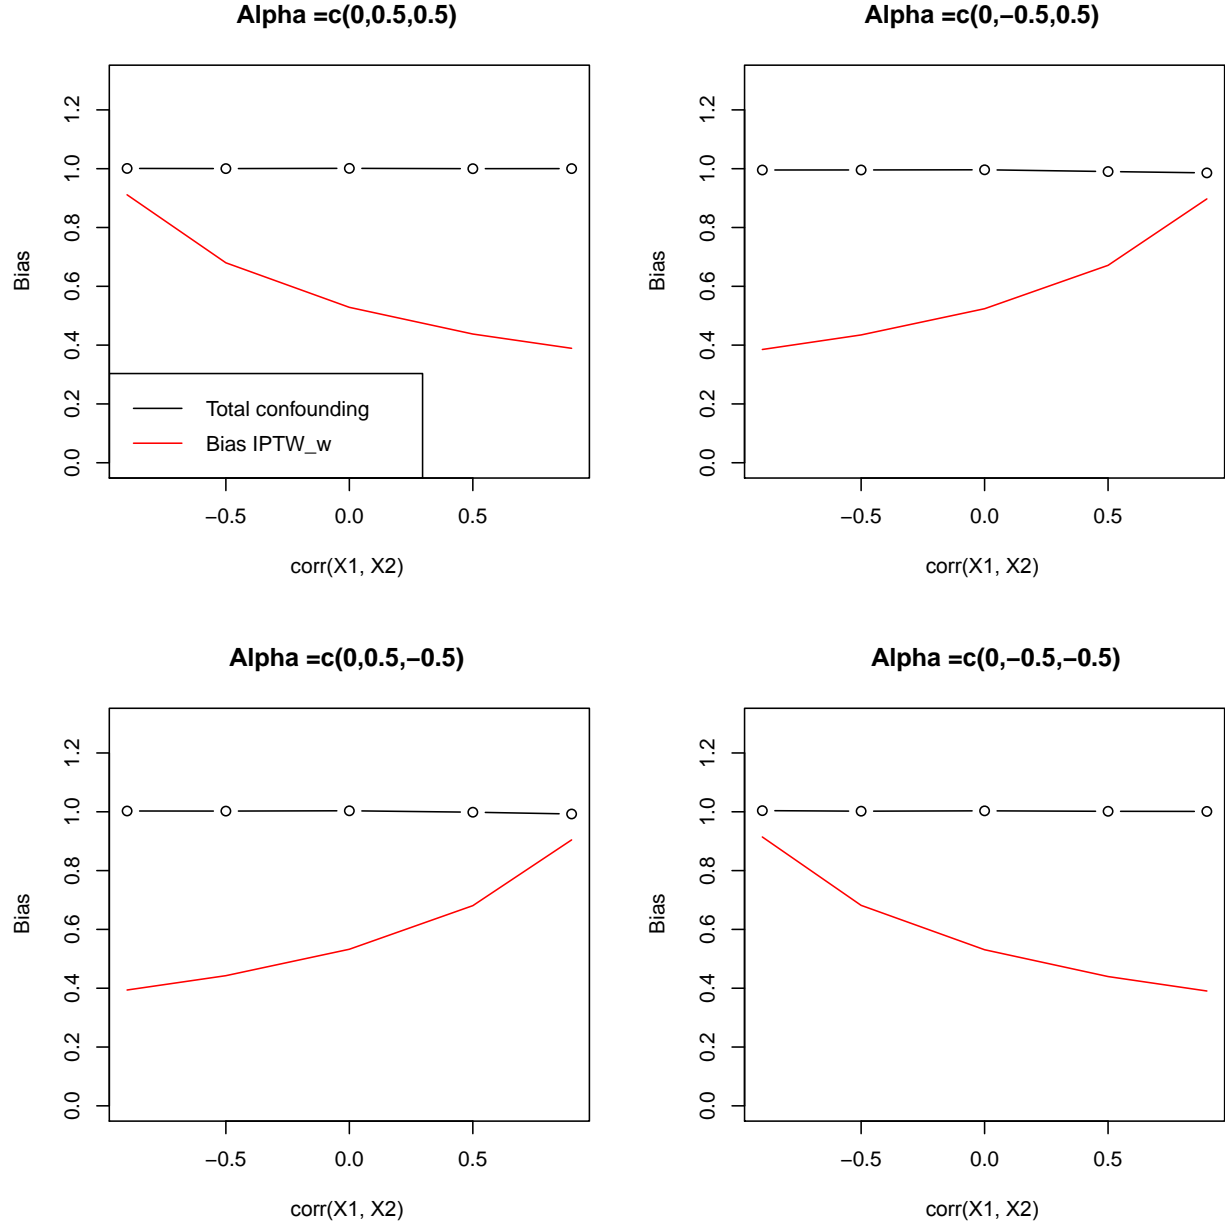 Alpha =c(0,0.5,0.5)
Bias
1.2
1.0
0.8
0.6
0.4
0.2
0.0
Total confounding
Bias IPTW_w
−0.5 0.0 0.5
corr(X1, X2)
Alpha =c(0,−0.5,0.5)
Bias
1.2
1.0
0.8
0.6
0.4
0.2
0.0
−0.5 0.0 0.5
corr(X1, X2)
Alpha =c(0,0.5,−0.5)
Bias
1.2
1.0
0.8
0.6
0.4
0.2
0.0
−0.5 0.0 0.5
corr(X1, X2)
Alpha =c(0,−0.5,−0.5)
Bias
1.2
1.0
0.8
0.6
0.4
0.2
0.0
−0.5 0.0 0.5
corr(X1, X2)